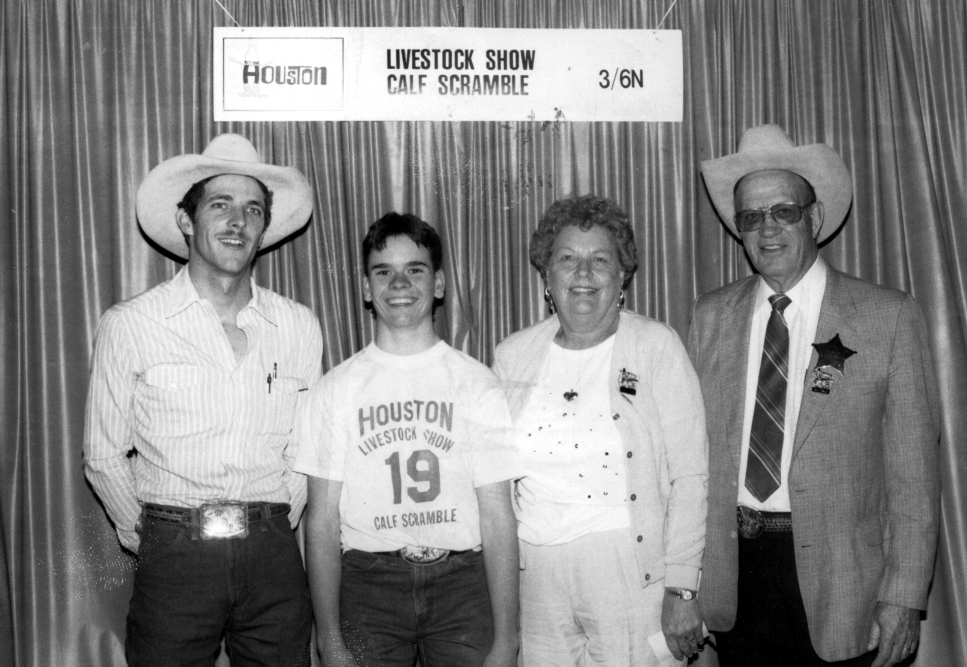 Houston
LIVESTOCK SHOW
CALF SCRAMBLE
3/6N
HOUSTON
LIVESTOCK SHOW
19
CALF SCRAMBLE